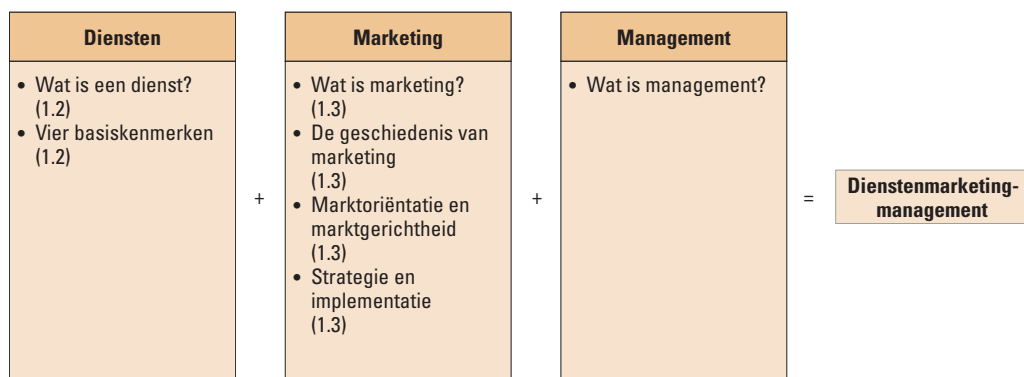 Diensten
• Wat is een dienst?
(1.2)
• Vier basiskenmerken
(1.2)
+
Marketing
• Wat is marketing?
(1.3)
• De geschiedenis van
marketing
(1.3)
• Marktoriëntatie en
marktgerichtheid
(1.3)
• Strategie en
implementatie
(1.3)
+
Management
• Wat is management?
=
Dienstenmarketing-
management